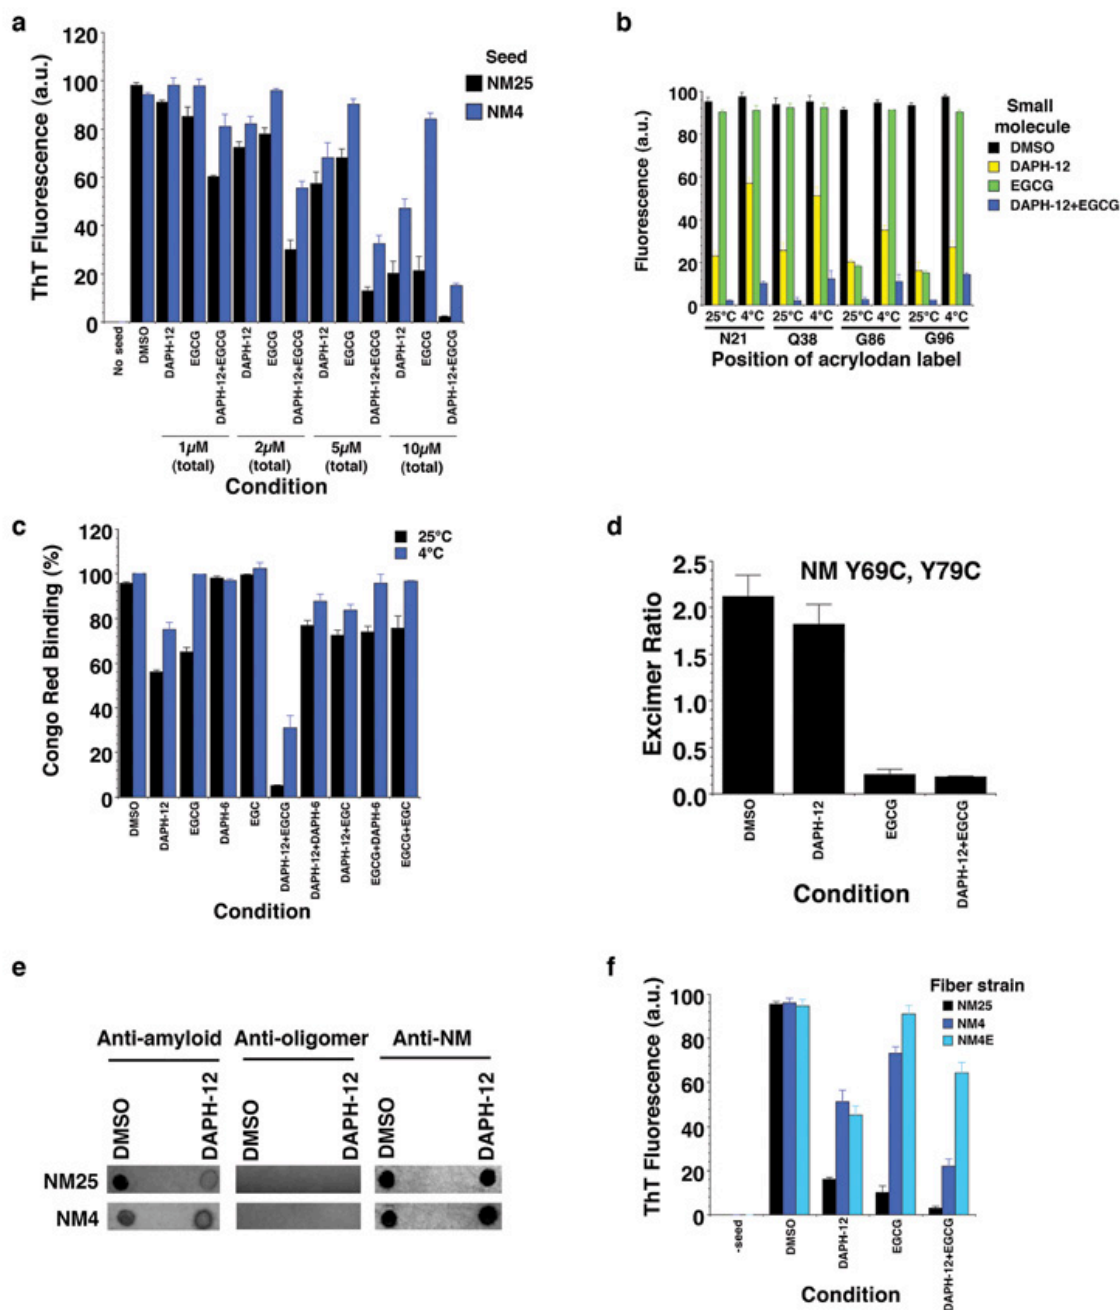 a
120
100
80
60
40
20
0
ThT Fluorescence (a.u.)
Seed
NM25
NM4
No seed
DMSO
DAPH-12
EGCG
DAPH-12+EGCG
DAPH-12
EGCG
DAPH-12+EGCG
DAPH-12
EGCG
DAPH-12+EGCG
DAPH-12
EGCG
DAPH-12+EGCG
1µM (total)
2µM (total)
5µM (total)
10µM (total)
Condition
b
100
80
60
40
20
0
Fluorescence (a.u.)
Small molecule
DMSO
DAPH-12
EGCG
DAPH-12+EGCG
25°C 4°C 25°C 4°C 25°C 4°C 25°C 4°C
N21 Q38 G86 G96
Position of acrylodan label
c
120
100
80
60
40
20
0
Congo Red Binding (%)
25°C
4°C
DMSO
DAPH-12
EGCG
DAPH-6
EGC
DAPH-12+EGCG
DAPH-12+DAPH-6
DAPH-12+EGC
EGCG+DAPH-6
EGCG+EGC
Condition
d
2.5
2.0
1.5
1.0
0.5
0.0
Excimer Ratio
NM Y69C, Y79C
DMSO
DAPH-12
EGCG
DAPH-12+EGCG
Condition
e
Anti-amyloid Anti-oligomer Anti-NM
DMSO DAPH-12 DMSO DAPH-12 DMSO DAPH-12
NM25
NM4
f
100
80
60
40
20
0
ThT Fluorescence (a.u.)
Fiber strain
NM25
NM4
NM4E
-seed
DMSO
DAPH-12
EGCG
DAPH-12+EGCG
Condition